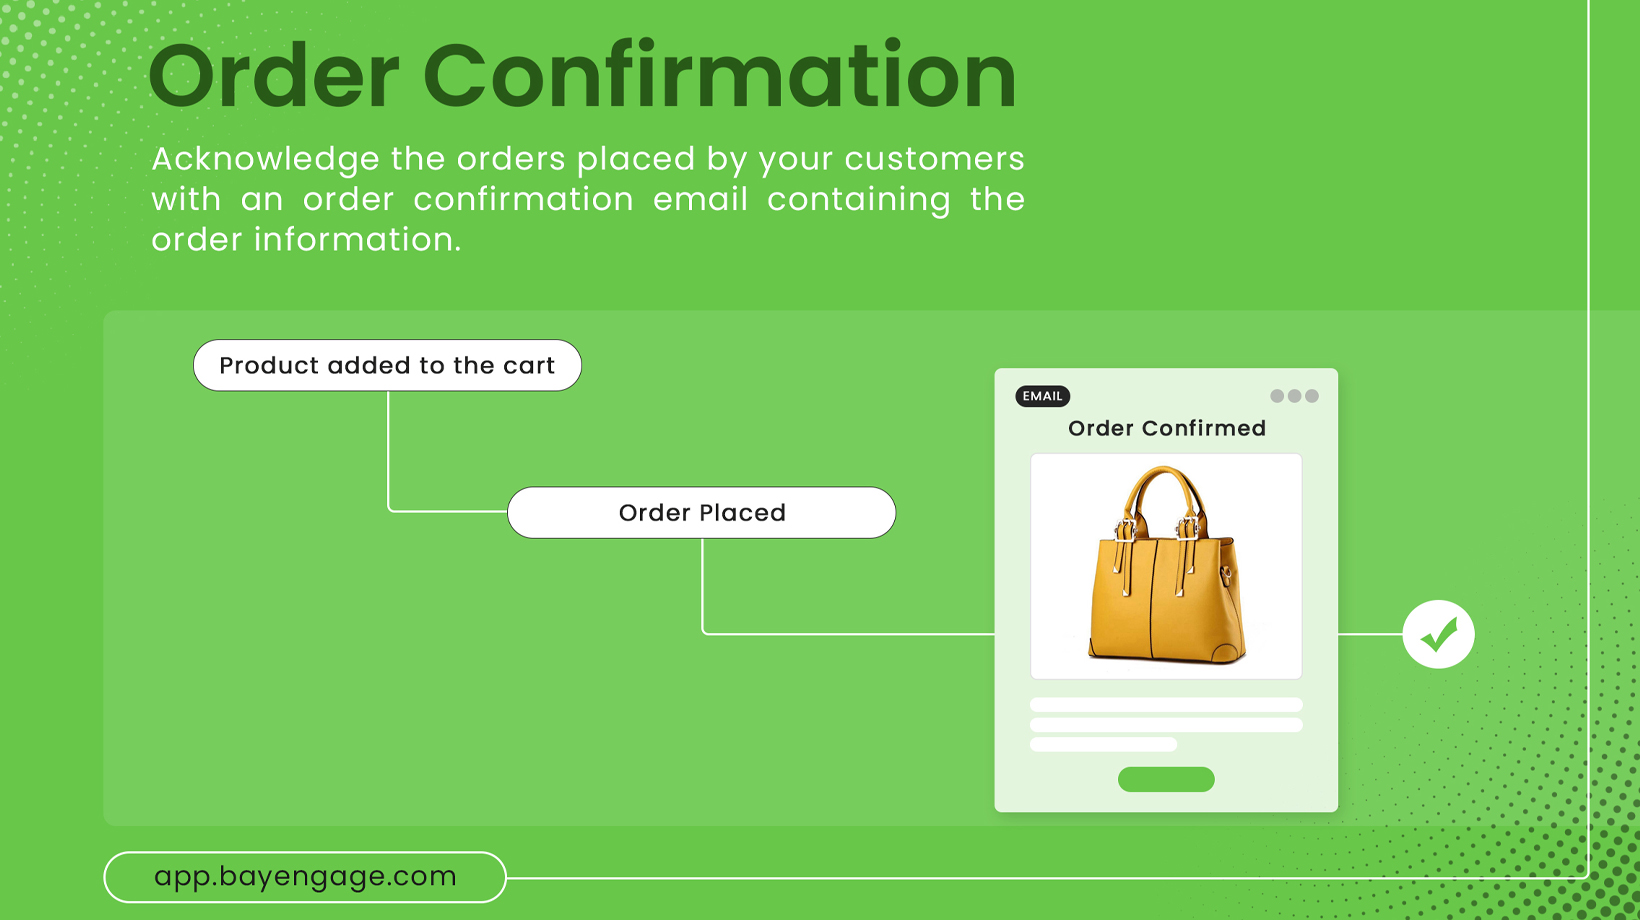 Order Confirmation
Acknowledge the orders placed by your customers
with an order confirmation email containing the
order information.
Product added to the cart
Order Placed
EMAIL
Order Confirmed
app.bayengage.com